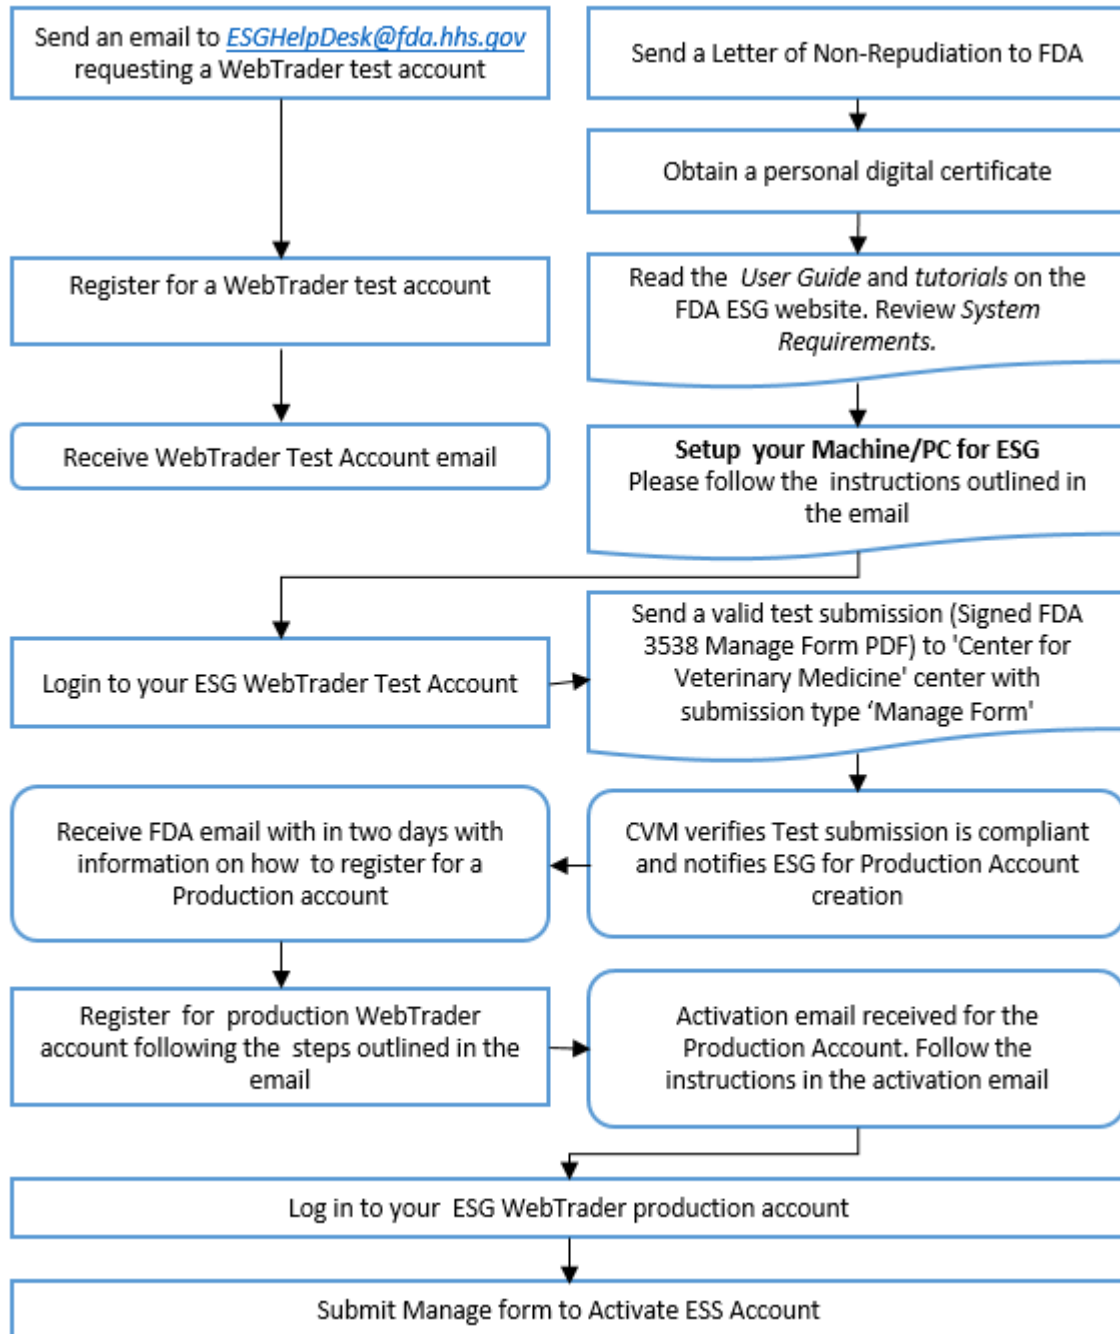 Send an email to ESGHelpDesk@fda.hhs.gov
requesting a WebTrader test account
Send a Letter of Non-Repudiation to FDA
Obtain a personal digital certificate
Register for a WebTrader test account
Read the User Guide and tutorials on the
FDA ESG website. Review System
Requirements.
Receive WebTrader Test Account email
Setup your Machine/PC for ESG
Please follow the instructions outlined in
the email
Login to your ESG WebTrader Test Account
Send a valid test submission (Signed FDA
3538 Manage Form PDF) to 'Center for
Veterinary Medicine' center with
submission type ‘Manage Form'
Receive FDA email with in two days with
information on how to register for a
Production account
CVM verifies Test submission is compliant
and notifies ESG for Production Account
creation
Register for production WebTrader
account following the steps outlined in the
email
Activation email received for the
Production Account. Follow the
instructions in the activation email
Log in to your ESG WebTrader production account
Submit Manage form to Activate ESS Account